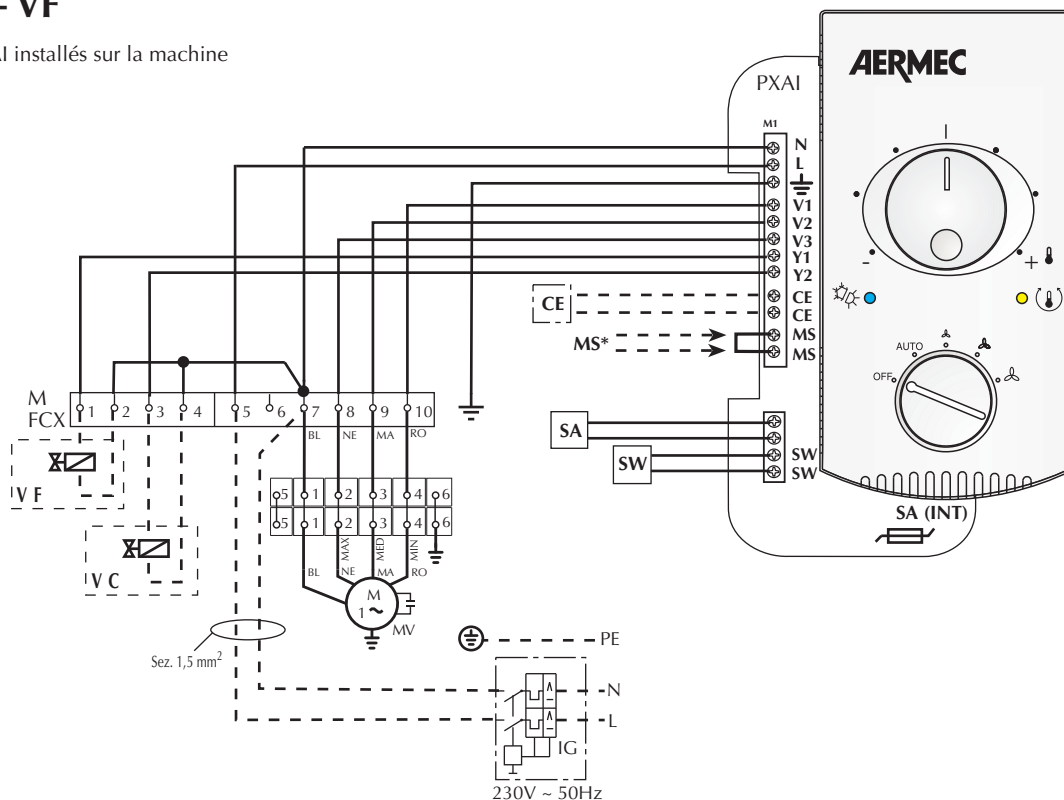 - VF
I installés sur la machine
AERMEC
PXAI
M1
N
L
V1
V2
V3
Y1
Y2
CE
CE
MS
MS
CE
MS*
- +
AUTO
OFF
M
FCX
1 2 3 4 5 6 7 8 9 10
BL NE MA RO
SA
SW
SW
SW
SA (INT)
V F
V C
5 1 2 3 4 6
5 1 2 3 4 6
MAX MED MIN
BL NE MA RO
M
1 ~
MV
Sez. 1,5 mm²
PE
N
L
IG
230V ~ 50Hz